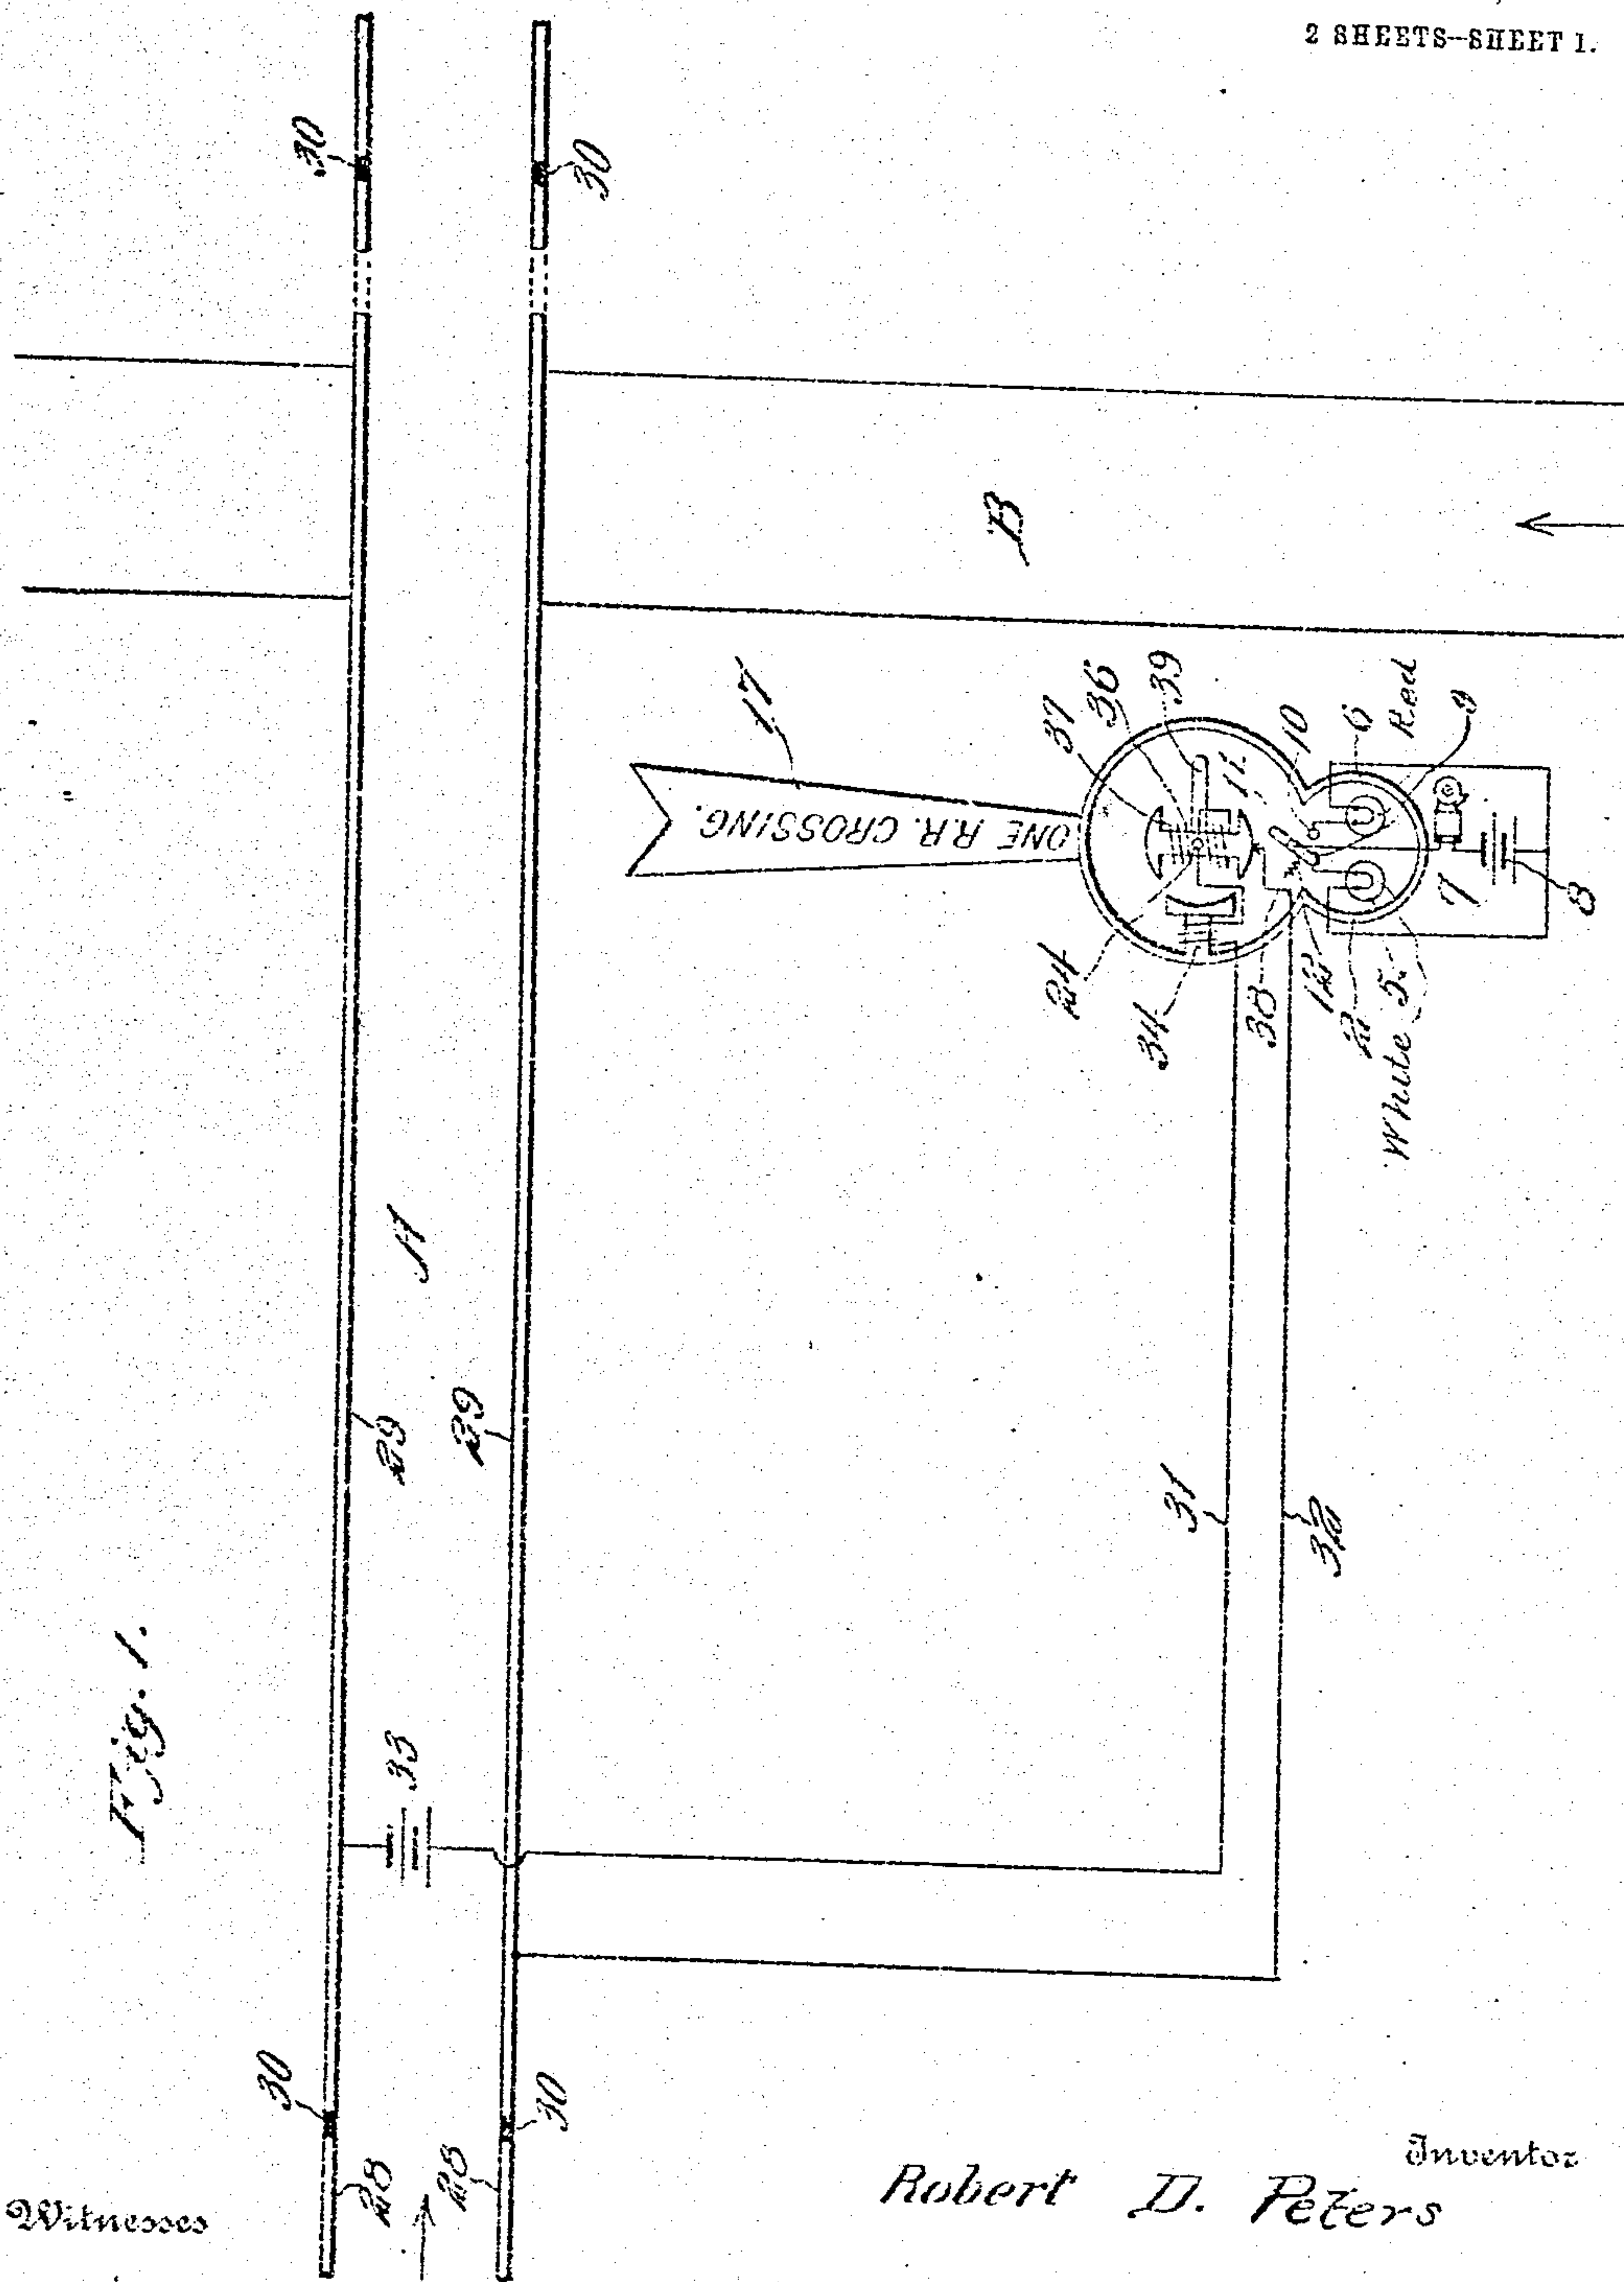 2 SHEETS—SHEET 1.
30
30
B
17
ONE R.R. CROSSING.
37
36
39
11
10
6
Red
9
24
34
38
12
2
5
White
7
8
A
29
29
31
32
Fig. 1.
33
30
30
28
28
Witnesses
Inventor
Robert D. Peters